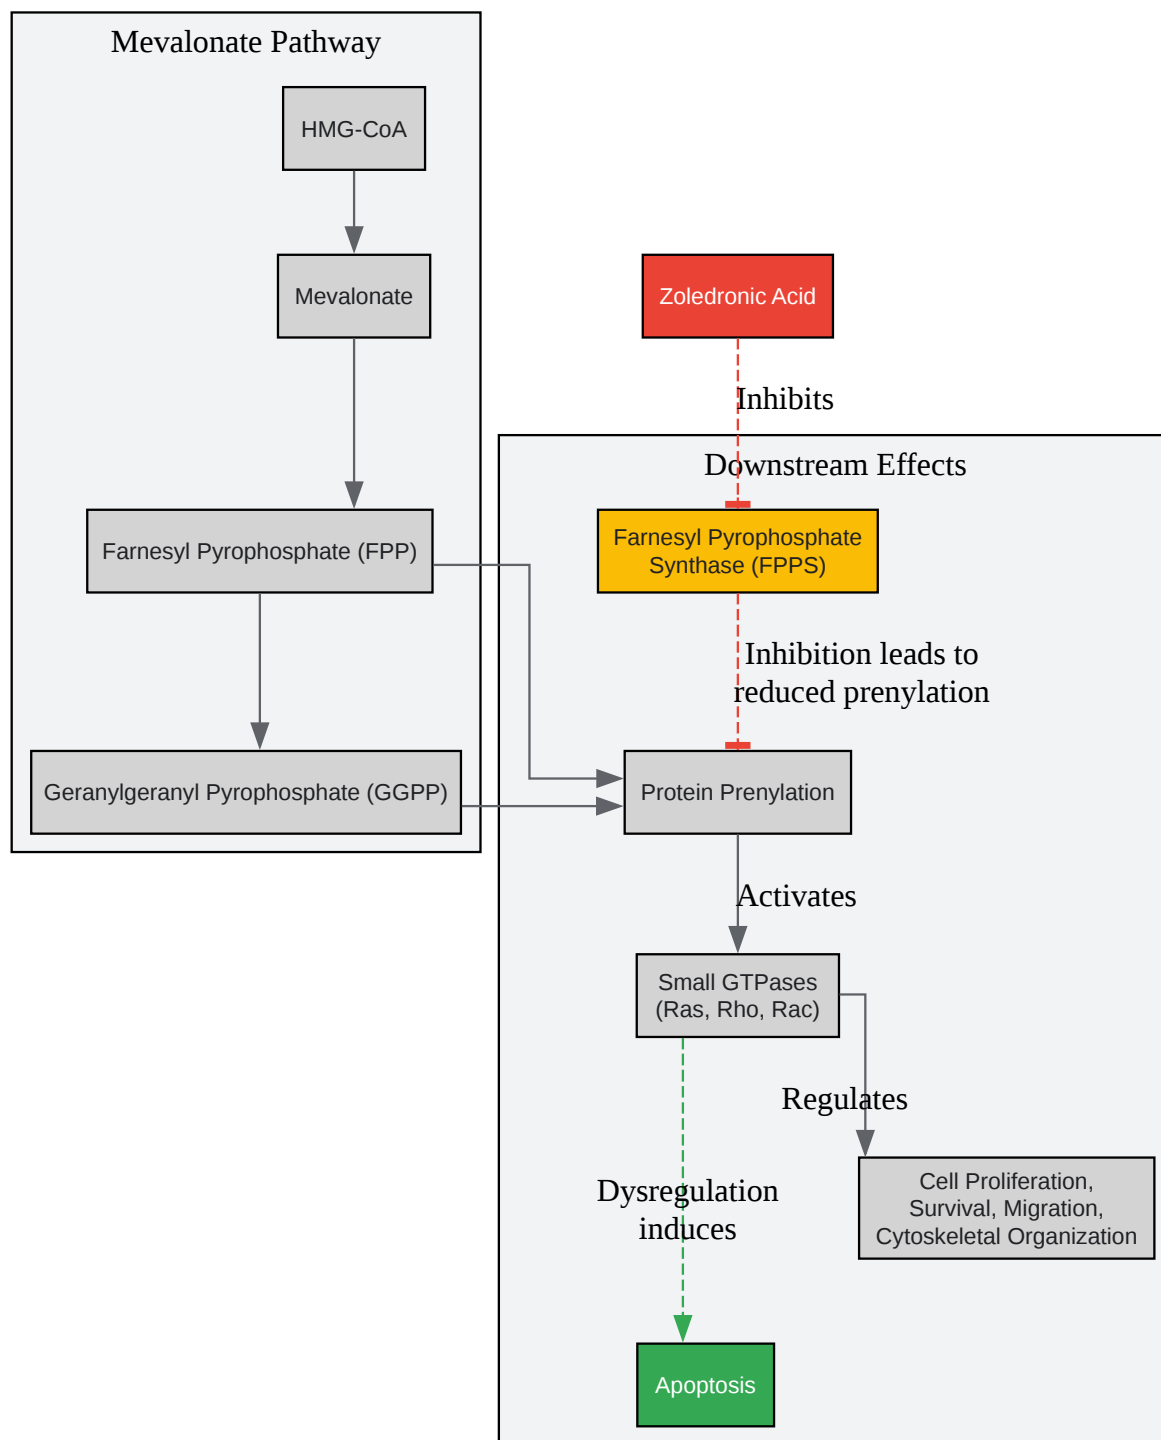 Mevalonate Pathway
HMG-CoA
Mevalonate
Zoledronic Acid
Inhibits
Downstream Effects
Farnesyl Pyrophosphate (FPP)
Farnesyl Pyrophosphate
Synthase (FPPS)
Inhibition leads to
reduced prenylation
Geranylgeranyl Pyrophosphate (GGPP)
Protein Prenylation
Activates
Small GTPases
(Ras, Rho, Rac)
Regulates
Cell Proliferation,
Survival, Migration,
Cytoskeletal Organization
Dysregulation
induces
Apoptosis